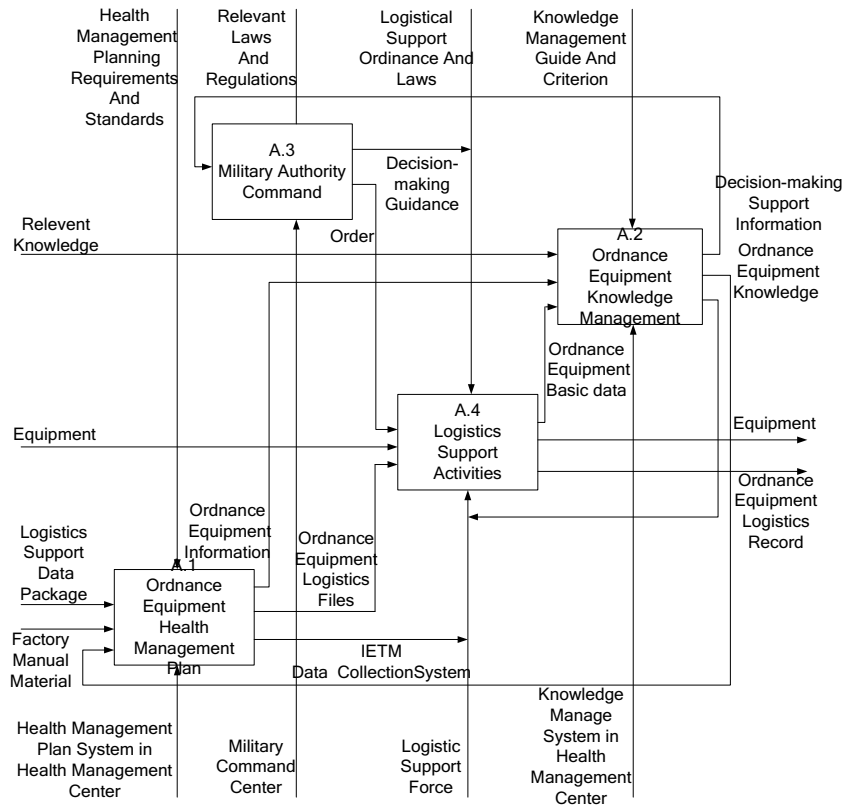 Health
Management
Planning
Requirements
And
Standards
Relevant
Laws
And
Regulations
Logistical
Support
Ordinance And
Laws
Knowledge
Management
Guide And
Criterion
A.3
Military Authority
Command
Decision-
making
Guidance
Order
Decision-making
Support
Information
Relevent
Knowledge
A.2
Ordnance
Equipment
Knowledge
Management
Ordnance
Equipment
Knowledge
Ordnance
Equipment
Basic data
A.4
Logistics
Support
Activities
Equipment
Equipment
Ordnance
Equipment
Logistics
Record
Ordnance
Equipment
Information
Ordnance
Equipment
Logistics
Files
Logistics
Support
Data
Package
A.1
Ordnance
Equipment
Health
Management
Plan
Factory
Manual
Material
IETM
Data CollectionSystem
Health Management
Plan System in
Health Management
Center
Military
Command
Center
Logistic
Support
Force
Knowledge
Manage
System in
Health
Management
Center